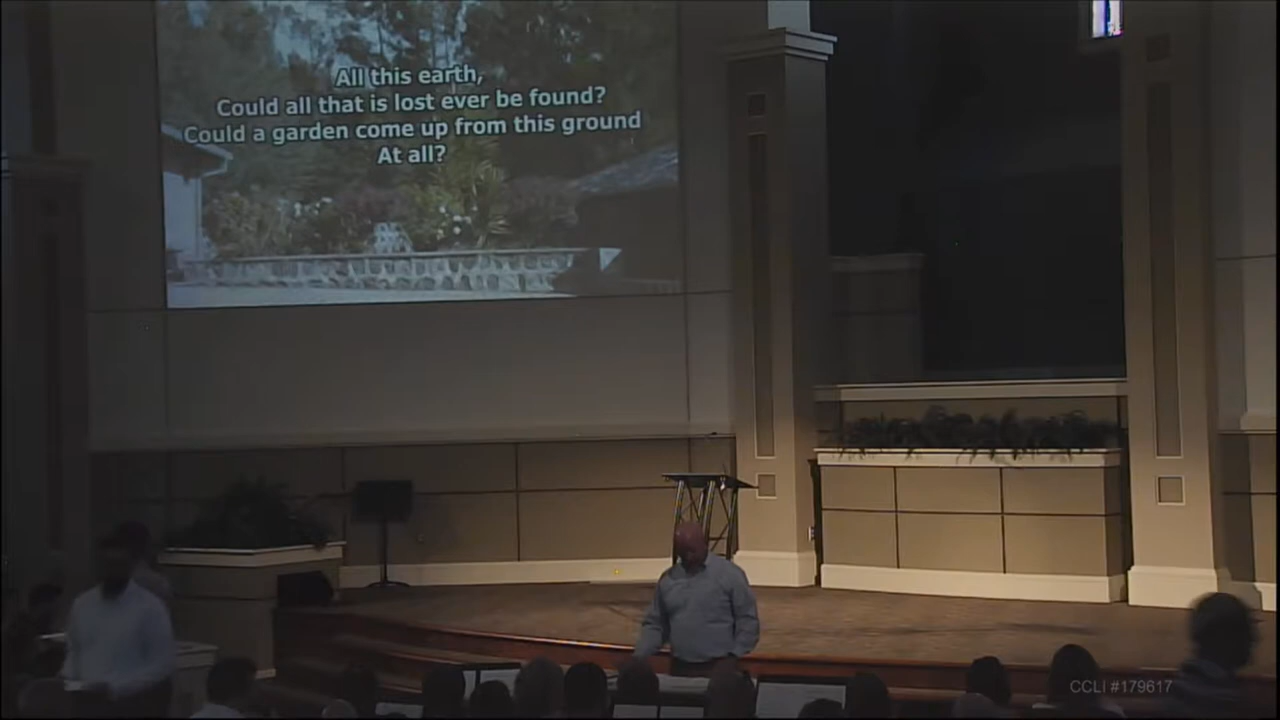 All this earth,
Could all that is lost ever be found?
Could a garden come up from this ground
At all?
CCLI #179617